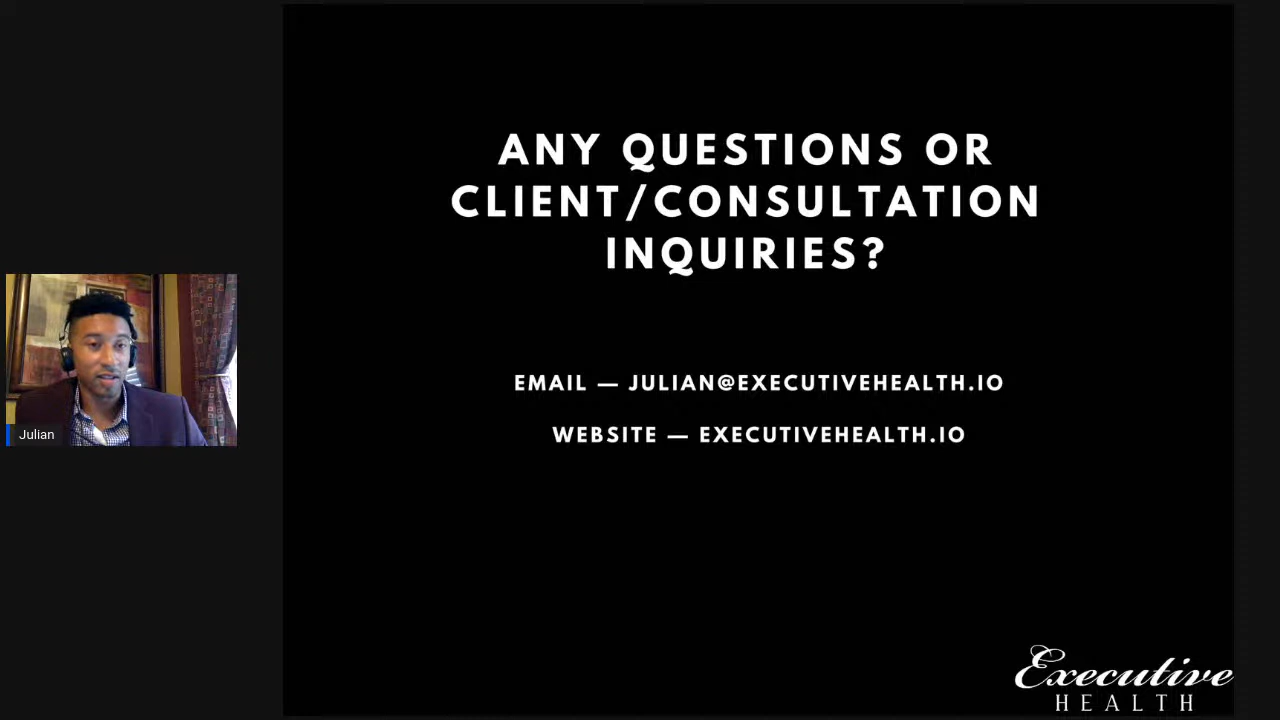 ANY QUESTIONS OR
CLIENT/CONSULTATION
INQUIRIES?
EMAIL — JULIAN@EXECUTIVEHEALTH.IO
WEBSITE — EXECUTIVEHEALTH.IO
Julian
Executive
HEALTH